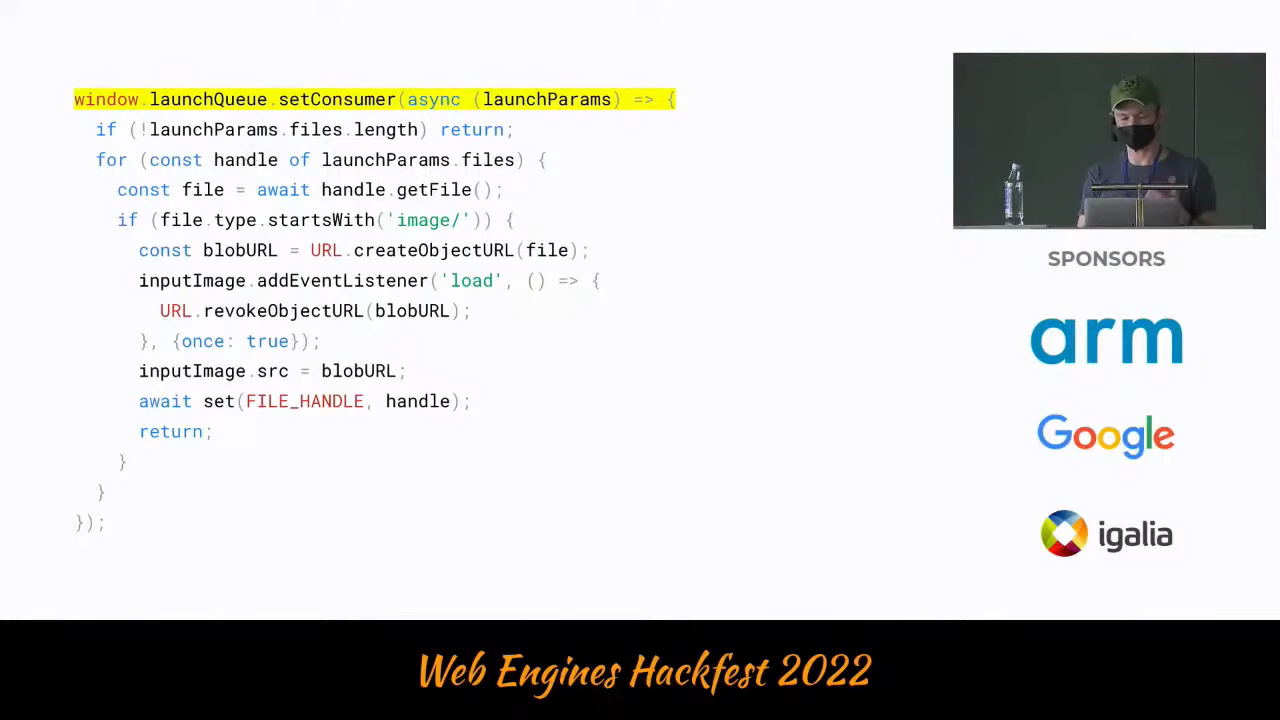 window.launchQueue.setConsumer(async (launchParams) => {
  if (!launchParams.files.length) return;
  for (const handle of launchParams.files) {
    const file = await handle.getFile();
    if (file.type.startsWith('image/')) {
      const blobURL = URL.createObjectURL(file);
      inputImage.addEventListener('load', () => {
        URL.revokeObjectURL(blobURL);
      }, {once: true});
      inputImage.src = blobURL;
      await set(FILE_HANDLE, handle);
      return;
    }
  }
});
SPONSORS
arm
Google
igalia
Web Engines Hackfest 2022